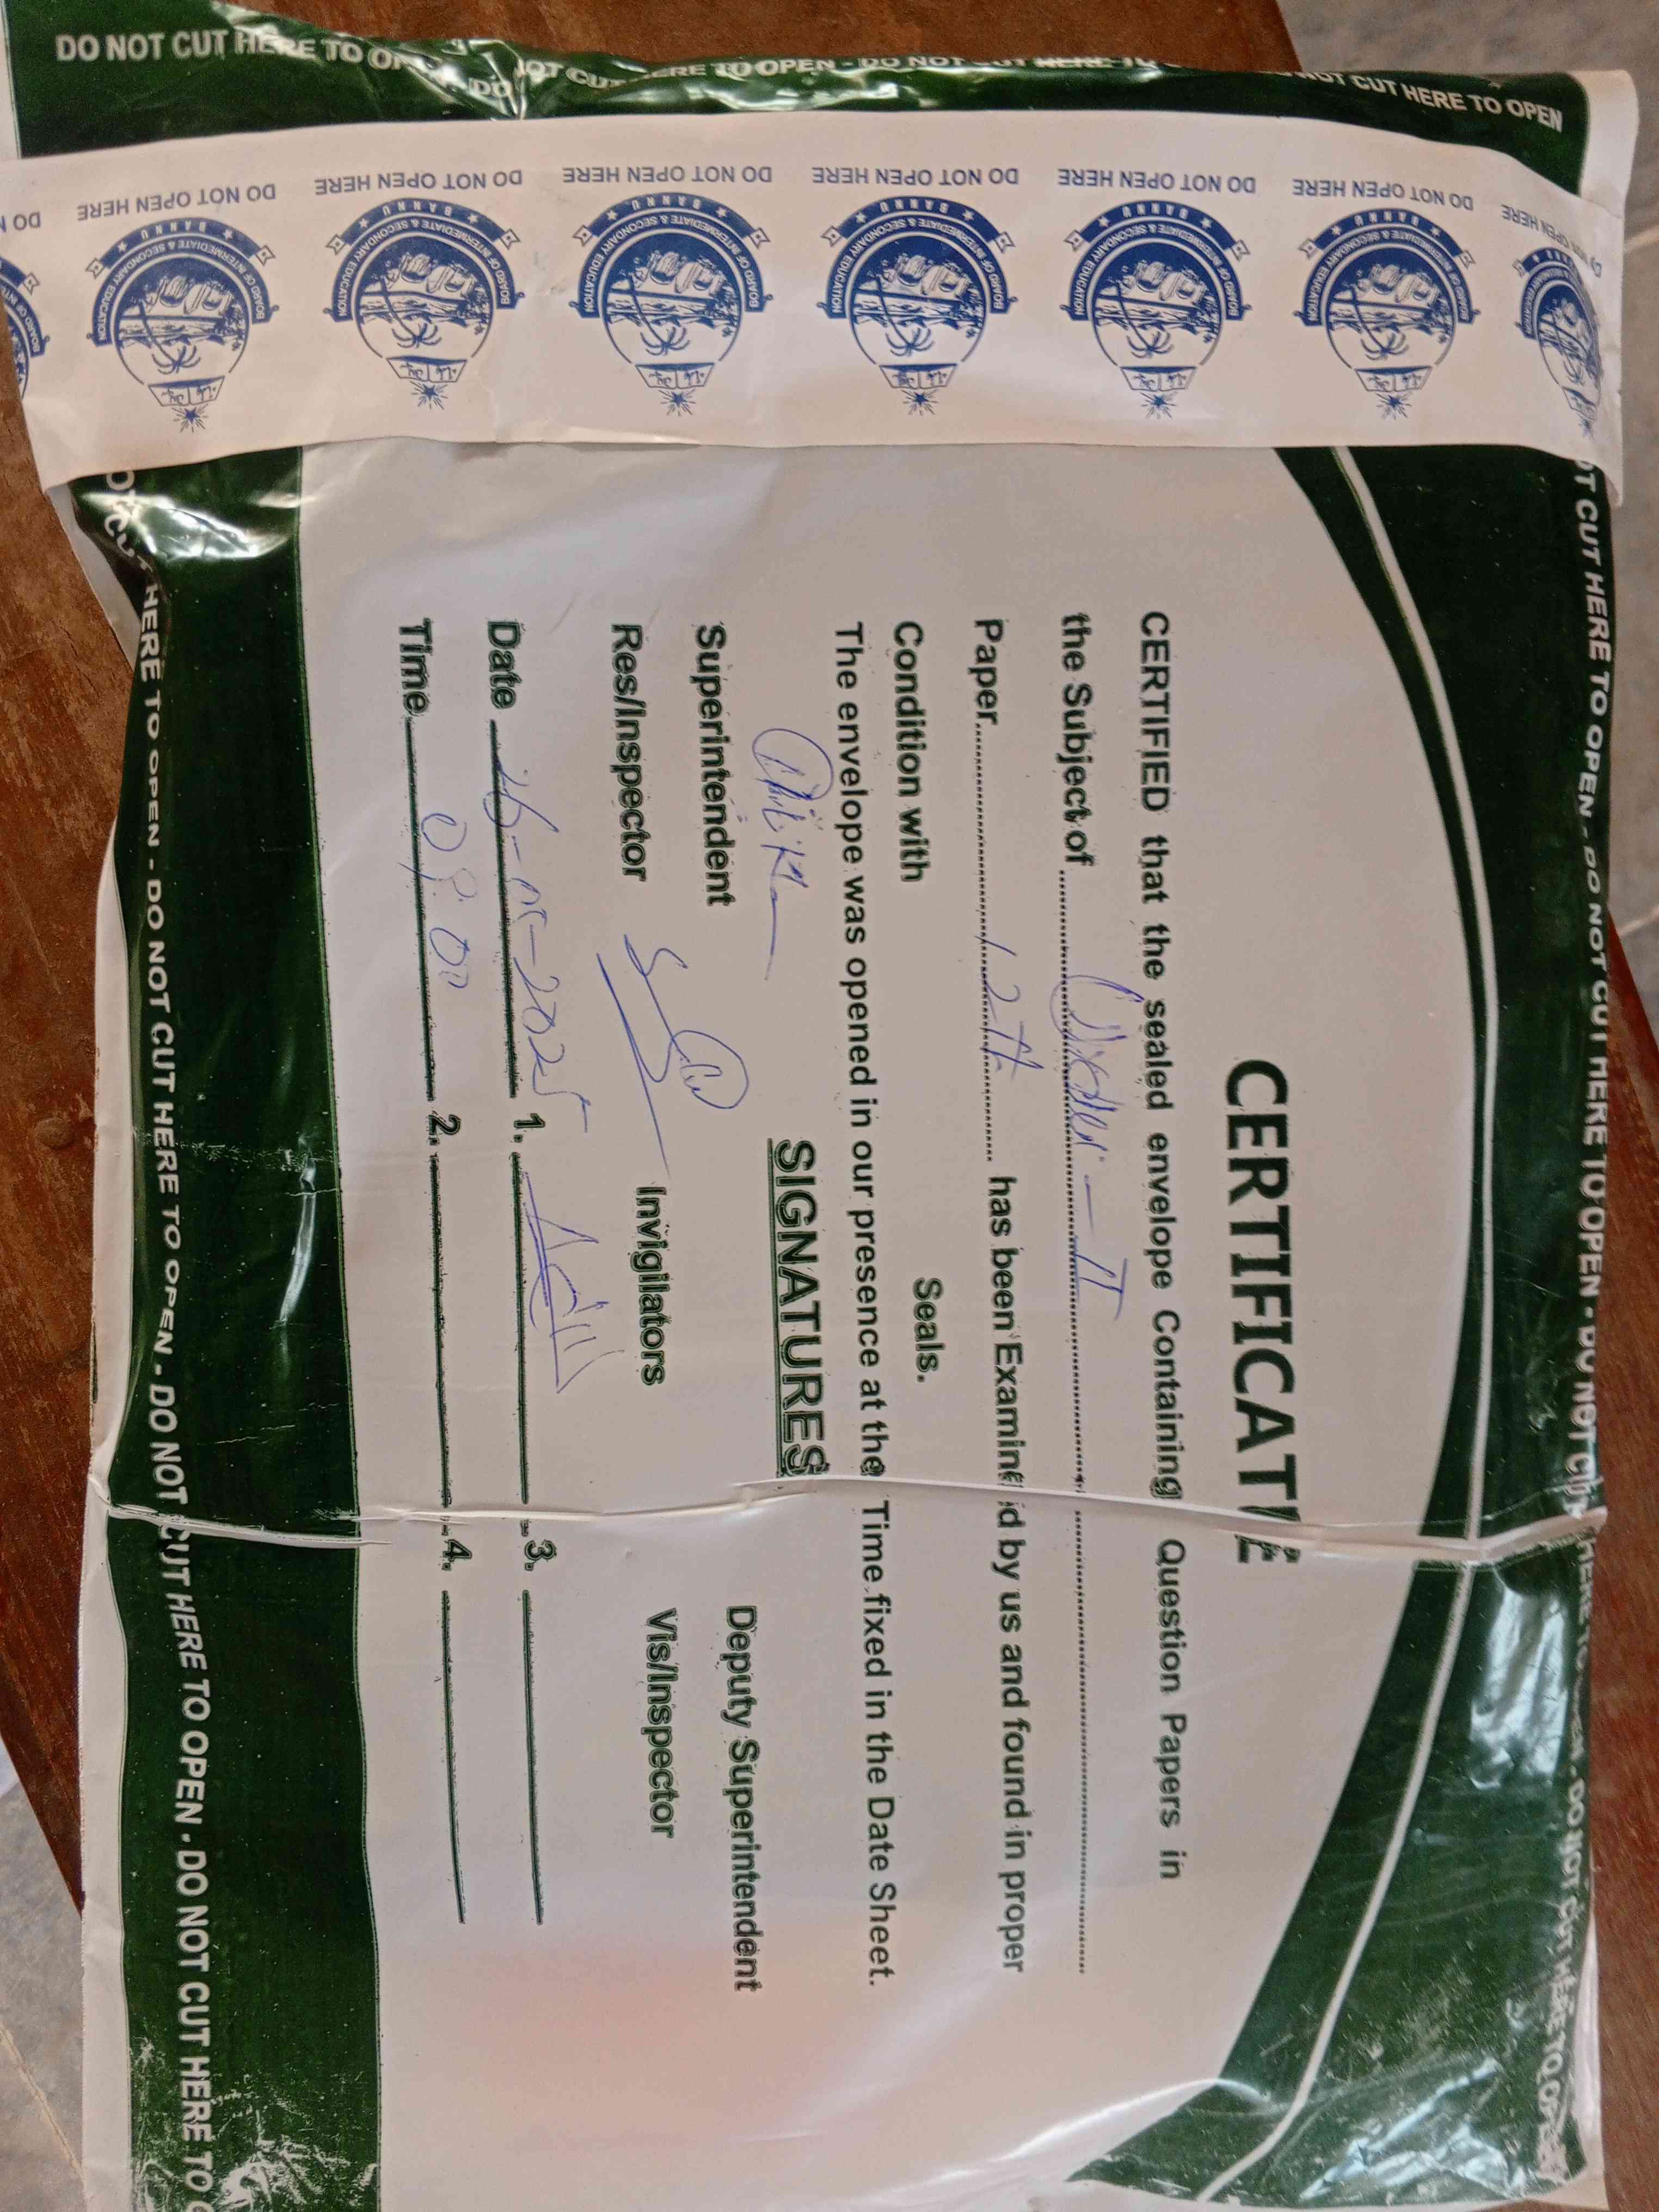 DO NOT CUT HERE TO OPEN - DO NOT CUT HERE TO OPEN
DO NOT OPEN HERE DO NOT OPEN HERE DO NOT OPEN HERE DO NOT OPEN HERE DO NOT OPEN HERE DO NOT OPEN HERE
BOARD OF INTERMEDIATE & SECONDARY EDUCATION
★ BANNU ★
CERTIFICATE
CERTIFIED that the sealed envelope Containing Question Papers in
the Subject of - II
Paper 12th has been Examined by us and found in proper
Condition with Seals.
The envelope was opened in our presence at the Time fixed in the Date Sheet.
SIGNATURES
Superintendent Deputy Superintendent
Res/Inspector Invigilators Vis/Inspector
Date 26-05-2025 1. 3.
Time 2. 4.
DO NOT CUT HERE TO OPEN - DO NOT CUT HERE TO OPEN - DO NOT CUT HERE TO OPEN - DO NOT CUT HERE TO